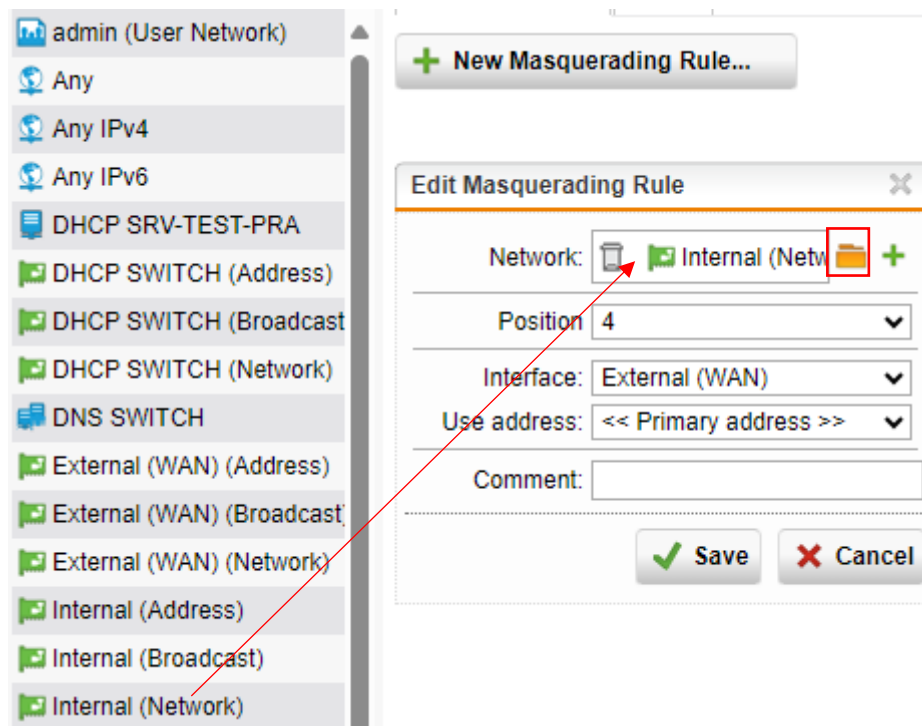 admin (User Network)
Any
Any IPv4
Any IPv6
DHCP SRV-TEST-PRA
DHCP SWITCH (Address)
DHCP SWITCH (Broadcast
DHCP SWITCH (Network)
DNS SWITCH
External (WAN) (Address)
External (WAN) (Broadcast)
External (WAN) (Network)
Internal (Address)
Internal (Broadcast)
Internal (Network)
New Masquerading Rule...
Edit Masquerading Rule
Network: Internal (Netw
Position 4
Interface: External (WAN)
Use address: << Primary address >>
Comment:
Save Cancel